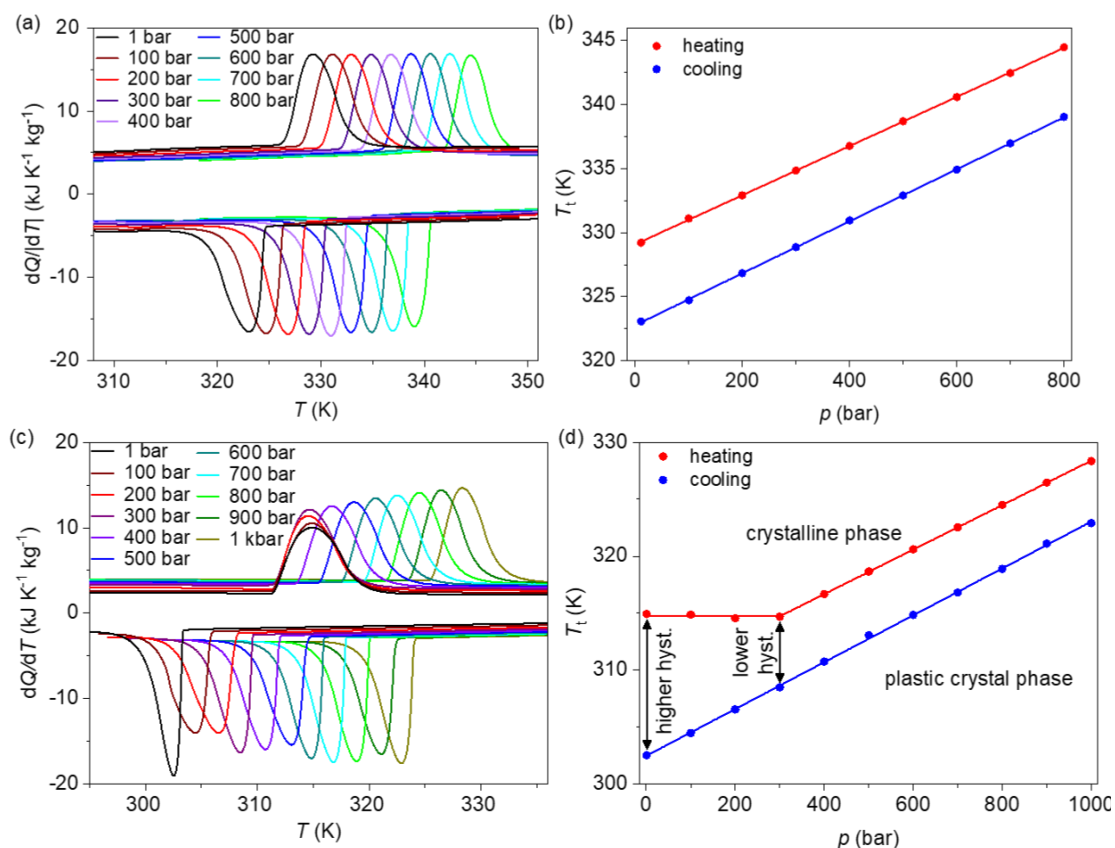 (a)
20
10
0
-10
-20
dQ/|dT| (kJ K⁻¹ kg⁻¹)
1 bar
100 bar
200 bar
300 bar
400 bar
500 bar
600 bar
700 bar
800 bar
310 320 330 340 350
T (K)
(b)
345
340
335
330
325
320
Tt (K)
heating
cooling
0 200 400 600 800
p (bar)
(c)
20
10
0
-10
-20
dQ/dT (kJ K⁻¹ kg⁻¹)
1 bar
100 bar
200 bar
300 bar
400 bar
500 bar
600 bar
700 bar
800 bar
900 bar
1 kbar
300 310 320 330
T (K)
(d)
330
320
310
300
Tt (K)
heating
cooling
crystalline phase
higher hyst.
lower
hyst.
plastic crystal phase
0 200 400 600 800 1000
p (bar)